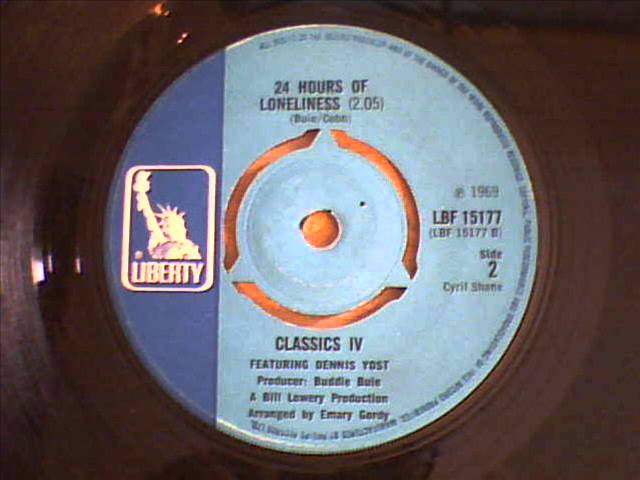 24 HOURS OF
LONELINESS (2.05)
(Buie/Cobb)
℗ 1969
LBF 15177
(LBF 15177 B)
Side
2
Cyril Shane
LIBERTY
CLASSICS IV
FEATURING DENNIS YOST
Producer: Buddie Buie
A Bill Lowery Production
Arranged by Emary Gordy